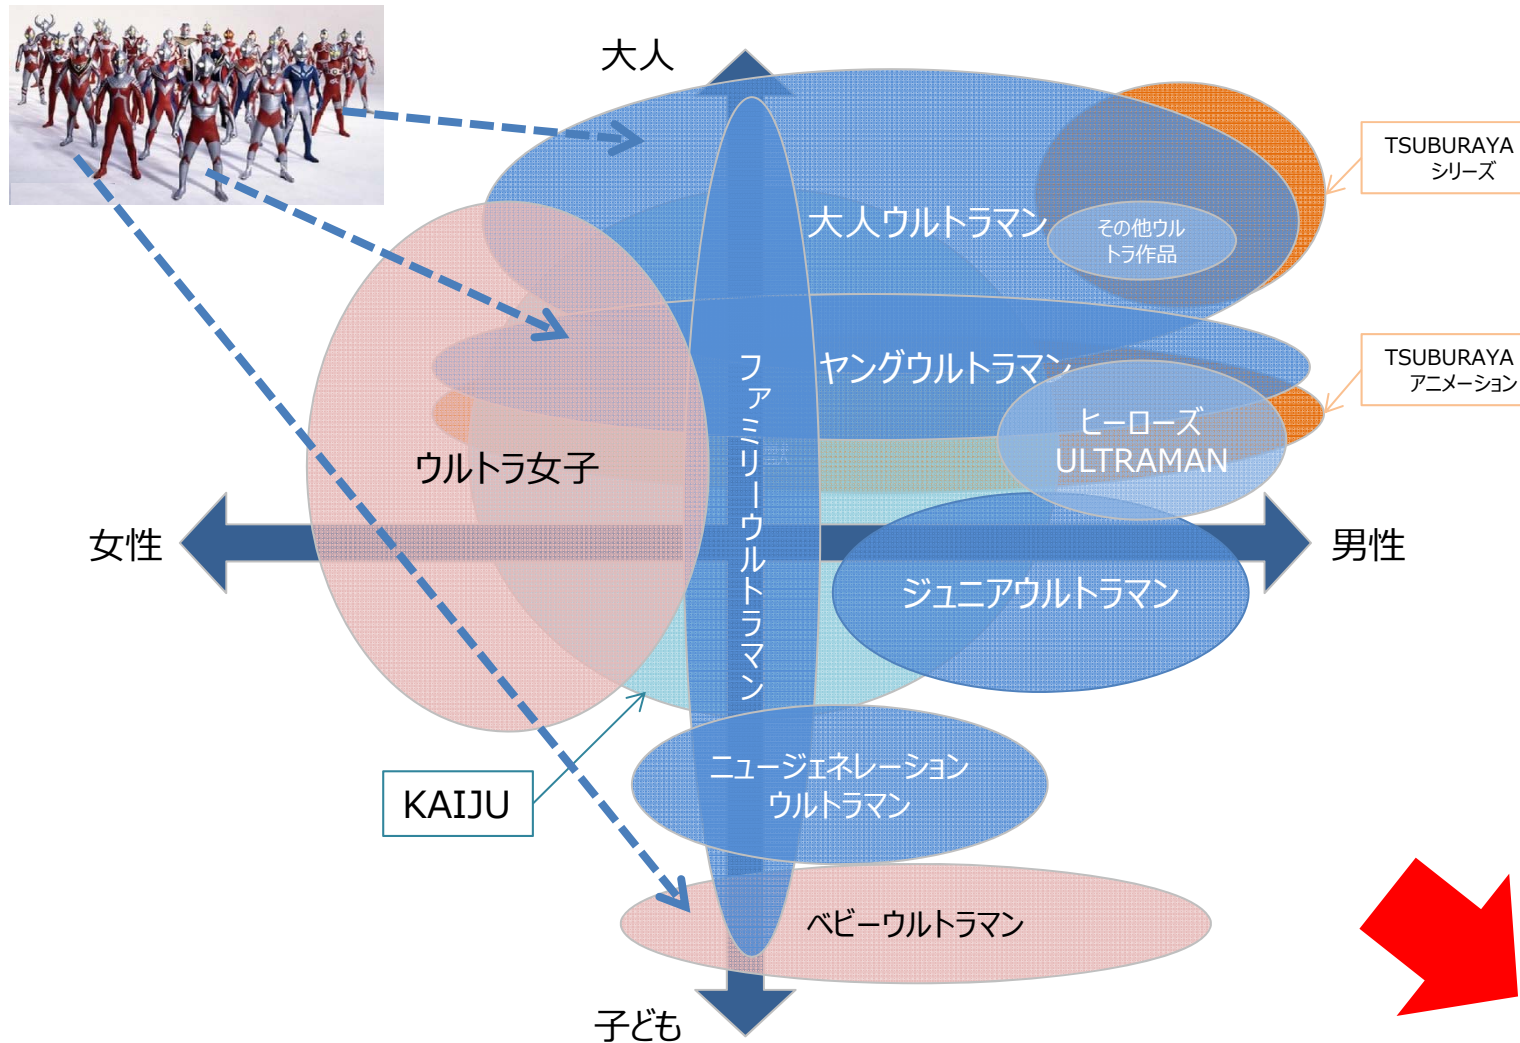 大人
TSUBURAYA
シリーズ
大人ウルトラマン
その他ウル
トラ作品
TSUBURAYA
アニメーション
ヤングウルトラマン
ファミリーウルトラマン
ヒーローズ
ULTRAMAN
ウルトラ女子
女性
男性
ジュニアウルトラマン
KAIJU
ニュージェネレーション
ウルトラマン
ベビーウルトラマン
子ども